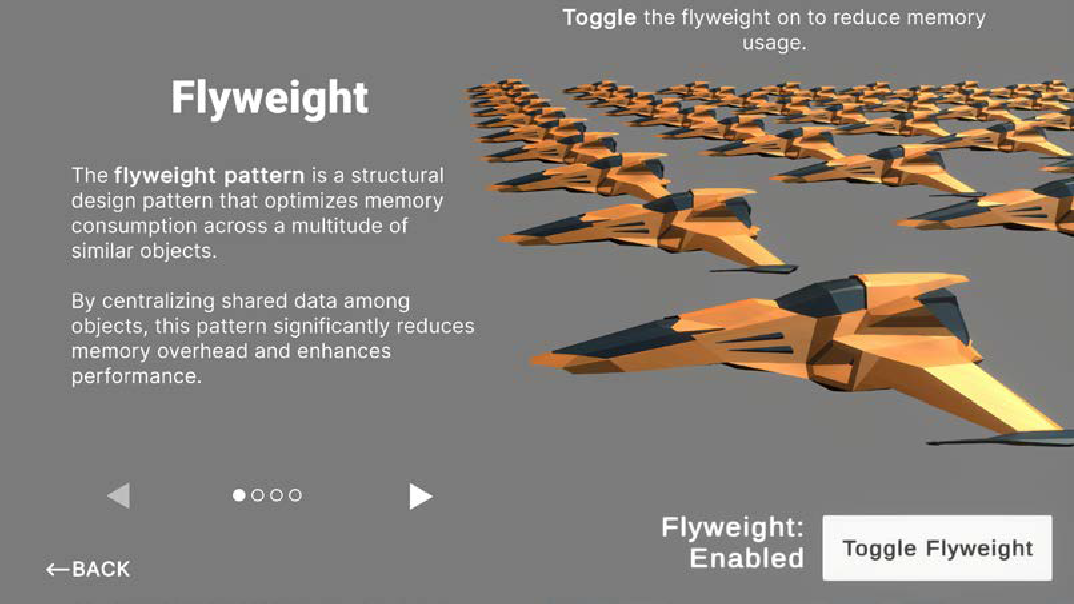 Toggle the flyweight on to reduce memory
usage.
Flyweight
The flyweight pattern is a structural
design pattern that optimizes memory
consumption across a multitude of
similar objects.
By centralizing shared data among
objects, this pattern significantly reduces
memory overhead and enhances
performance.
←BACK
Flyweight:
Enabled
Toggle Flyweight